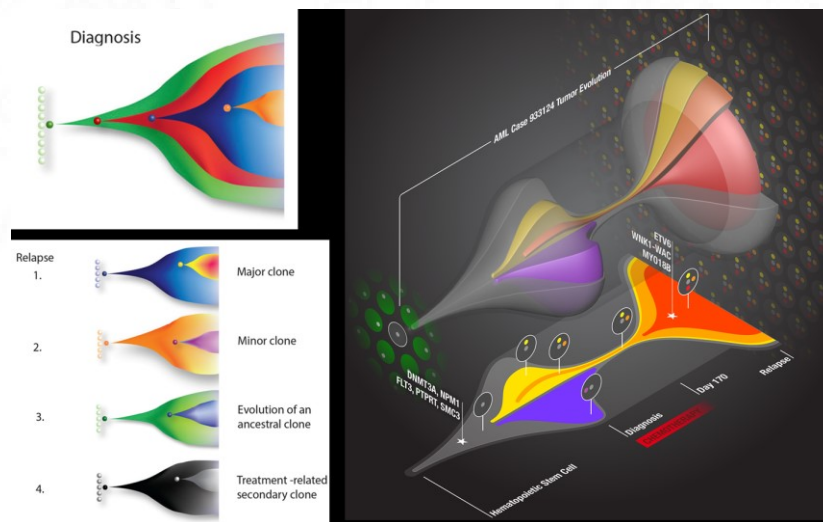 Diagnosis
Relapse
1.
Major clone
2.
Minor clone
3.
Evolution of an
ancestral clone
4.
Treatment -related
secondary clone
AML Case 933124 Tumor Evolution
ETV6
WNK1-WAC
MYO18B
DNMT3A, NPM1
FLT3, PTPRT, SMC3
Hematopoietic Stem Cell
Diagnosis
Day 170
Relapse